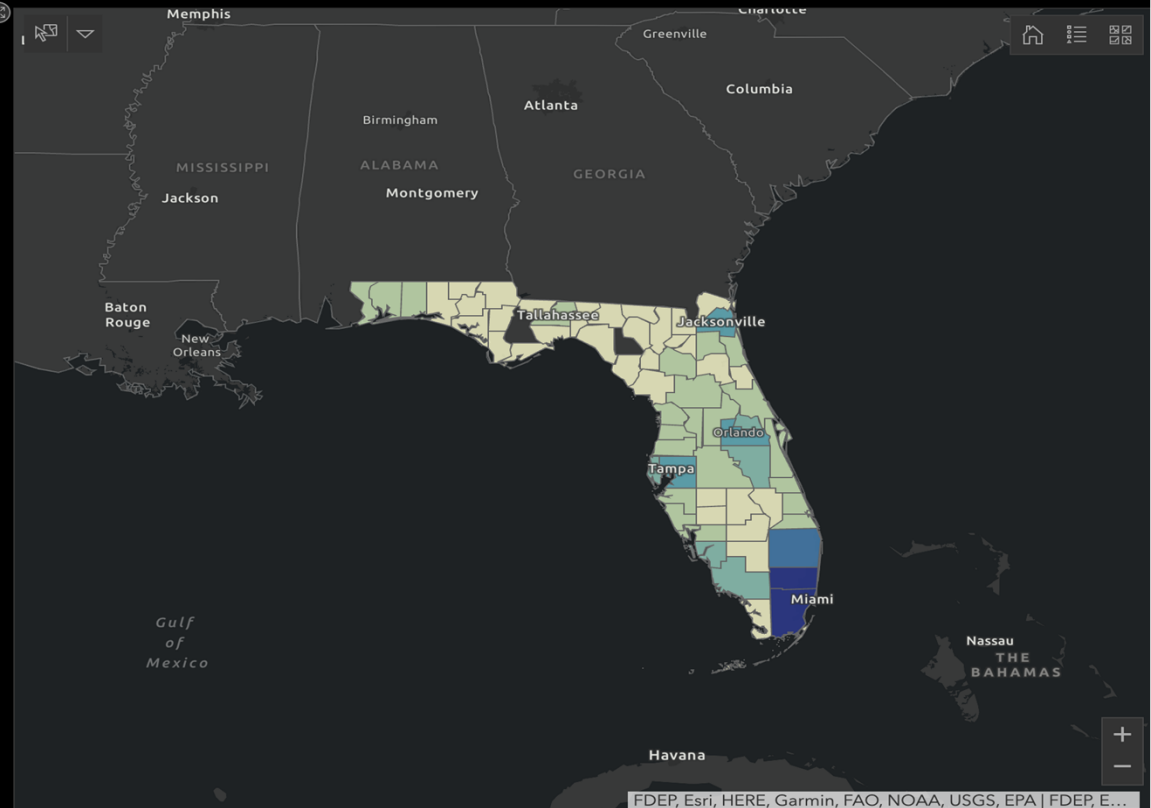 Memphis
Charlotte
Greenville
Columbia
Atlanta
Birmingham
MISSISSIPPI
ALABAMA
GEORGIA
Jackson
Montgomery
Baton
Rouge
New
Orleans
Tallahassee
Jacksonville
Orlando
Tampa
Miami
Gulf
of
Mexico
Nassau
THE
BAHAMAS
Havana
+
−
FDEP, Esri, HERE, Garmin, FAO, NOAA, USGS, EPA | FDEP, E...